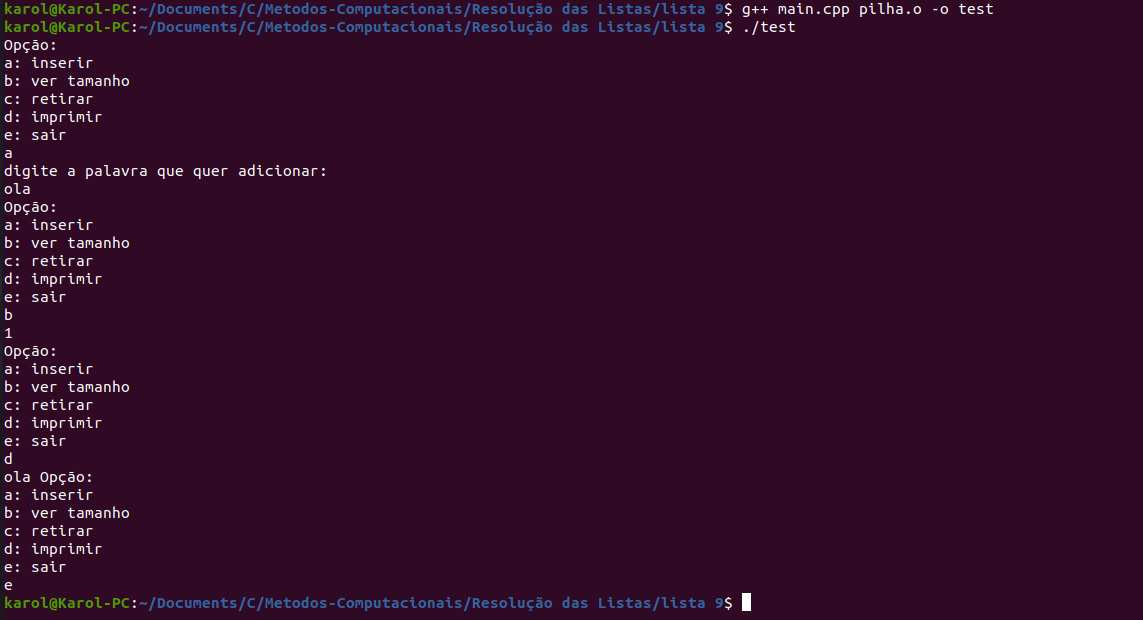 karol@Karol-PC:~/Documents/C/Metodos-Computacionais/Resolução das Listas/lista 9$ g++ main.cpp pilha.o -o test
karol@Karol-PC:~/Documents/C/Metodos-Computacionais/Resolução das Listas/lista 9$ ./test
Opção:
a: inserir
b: ver tamanho
c: retirar
d: imprimir
e: sair
a
digite a palavra que quer adicionar:
ola
Opção:
a: inserir
b: ver tamanho
c: retirar
d: imprimir
e: sair
b
1
Opção:
a: inserir
b: ver tamanho
c: retirar
d: imprimir
e: sair
d
ola Opção:
a: inserir
b: ver tamanho
c: retirar
d: imprimir
e: sair
e
karol@Karol-PC:~/Documents/C/Metodos-Computacionais/Resolução das Listas/lista 9$